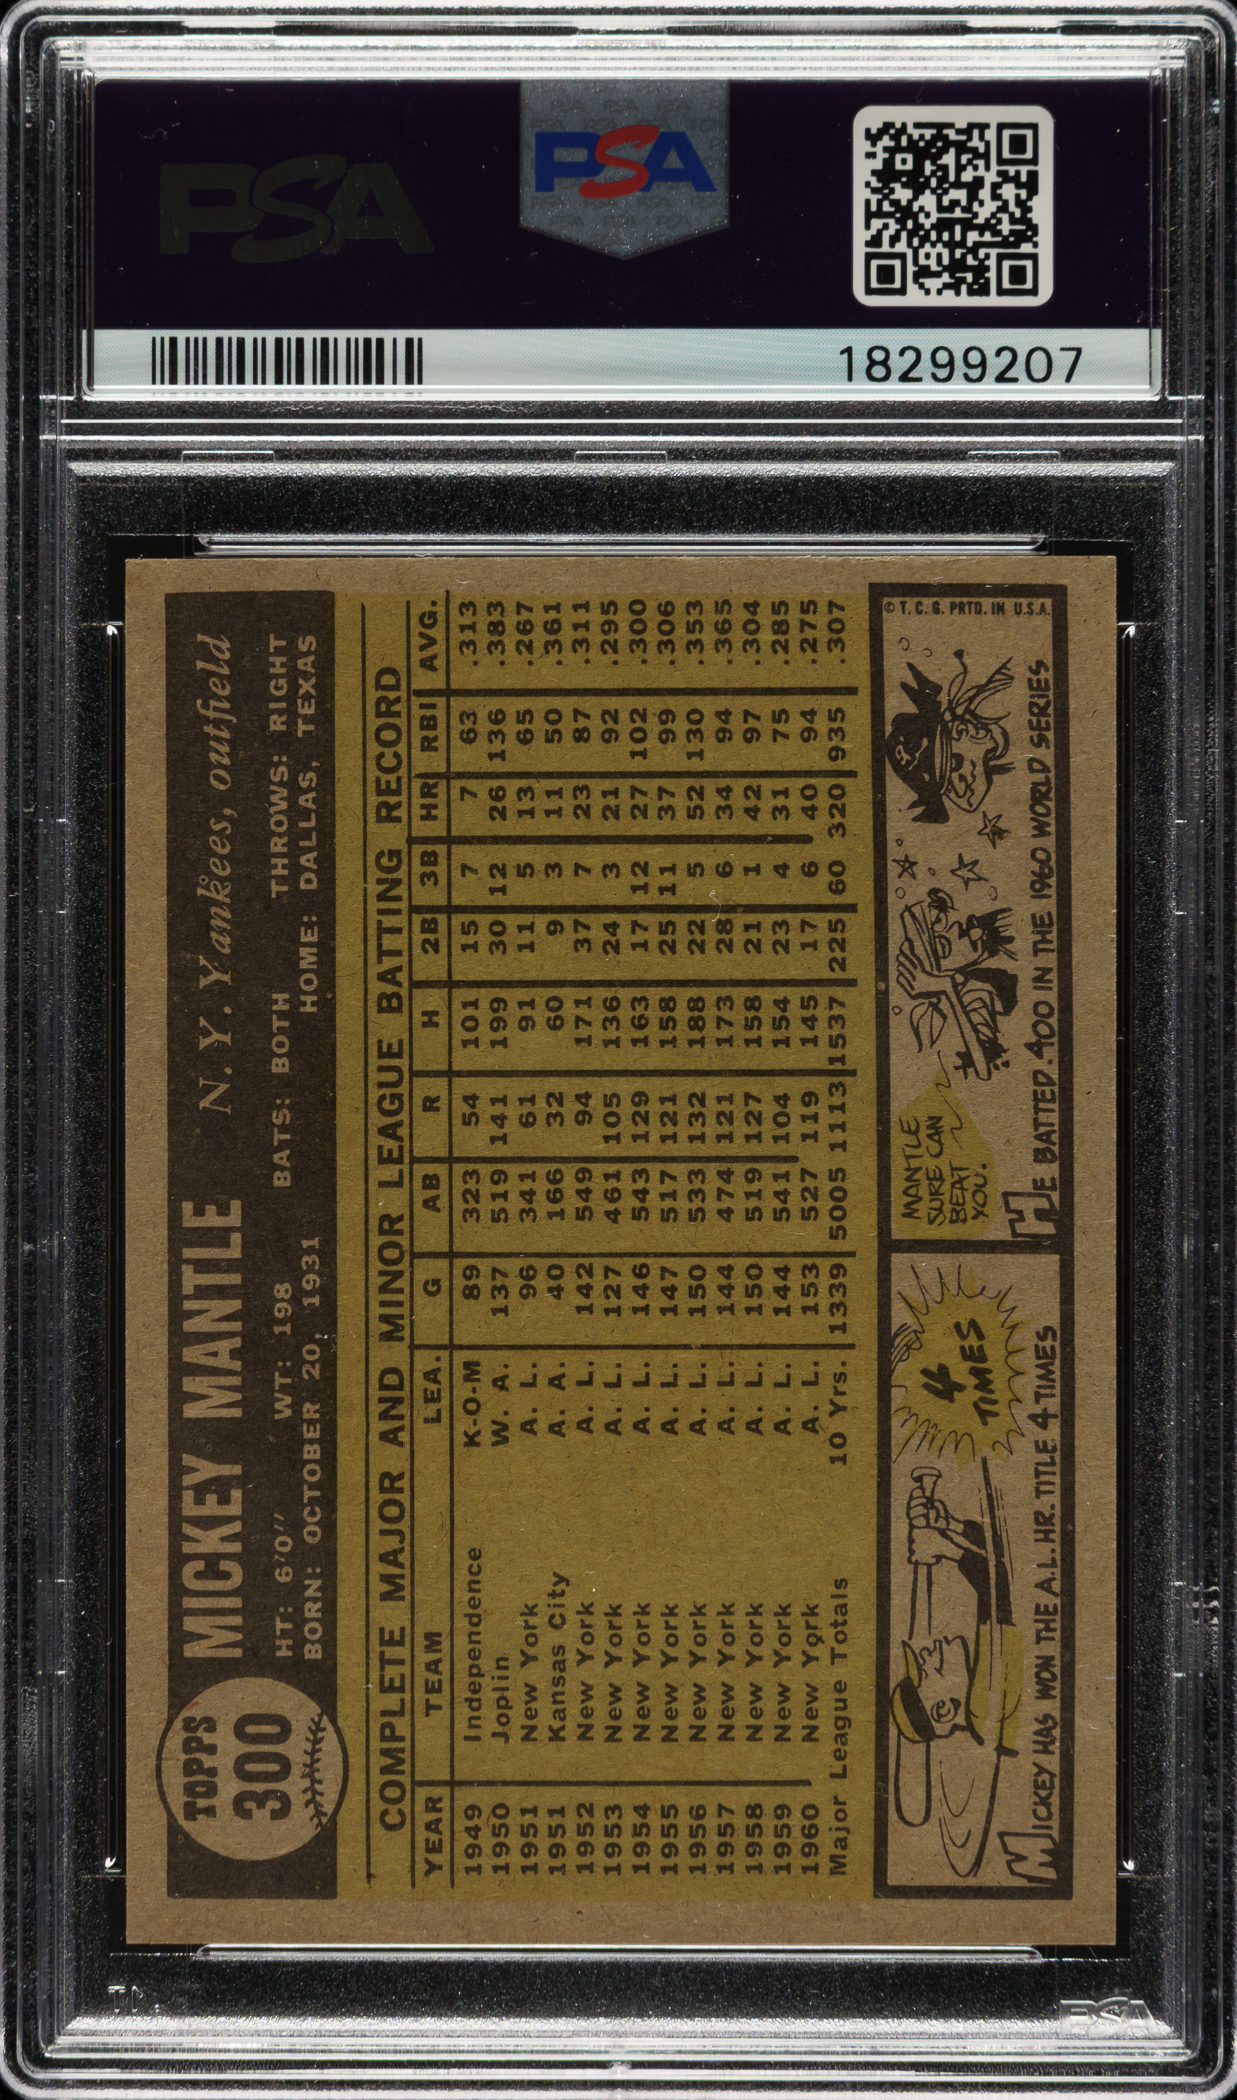 PSA
PSA
18299207
TOPPS
300
MICKEY MANTLE N. Y. Yankees, outfield
HT: 6'0" WT: 198 BATS: BOTH THROWS: RIGHT
BORN: OCTOBER 20, 1931 HOME: DALLAS, TEXAS
COMPLETE MAJOR AND MINOR LEAGUE BATTING RECORD
YEAR TEAM LEA. G AB R H 2B 3B HR RBI AVG.
1949 Independence K-O-M 89 323 54 101 15 7 7 63 .313
1950 Joplin W. A. 137 519 141 199 30 12 26 136 .383
1951 New York A. L. 96 341 61 91 11 5 13 65 .267
1951 Kansas City A. A. 40 166 32 60 9 3 11 50 .361
1952 New York A. L. 142 549 94 171 37 7 23 87 .311
1953 New York A. L. 127 461 105 136 24 3 21 92 .295
1954 New York A. L. 146 543 129 163 17 12 27 102 .300
1955 New York A. L. 147 517 121 158 25 11 37 99 .306
1956 New York A. L. 150 533 132 188 22 5 52 130 .353
1957 New York A. L. 144 474 121 173 28 6 34 94 .365
1958 New York A. L. 150 519 127 158 21 1 42 97 .304
1959 New York A. L. 144 541 104 154 23 4 31 75 .285
1960 New York A. L. 153 527 119 145 17 6 40 94 .275
Major League Totals 10 Yrs. 1339 5005 1113 1537 225 60 320 935 .307
4
TIMES
MICKEY HAS WON THE A.L. HR. TITLE 4 TIMES
MANTLE
SURE CAN
BEAT
YOU.
HE BATTED .400 IN THE 1960 WORLD SERIES
© T. C. G. PRTD. IN U.S.A.
PSA